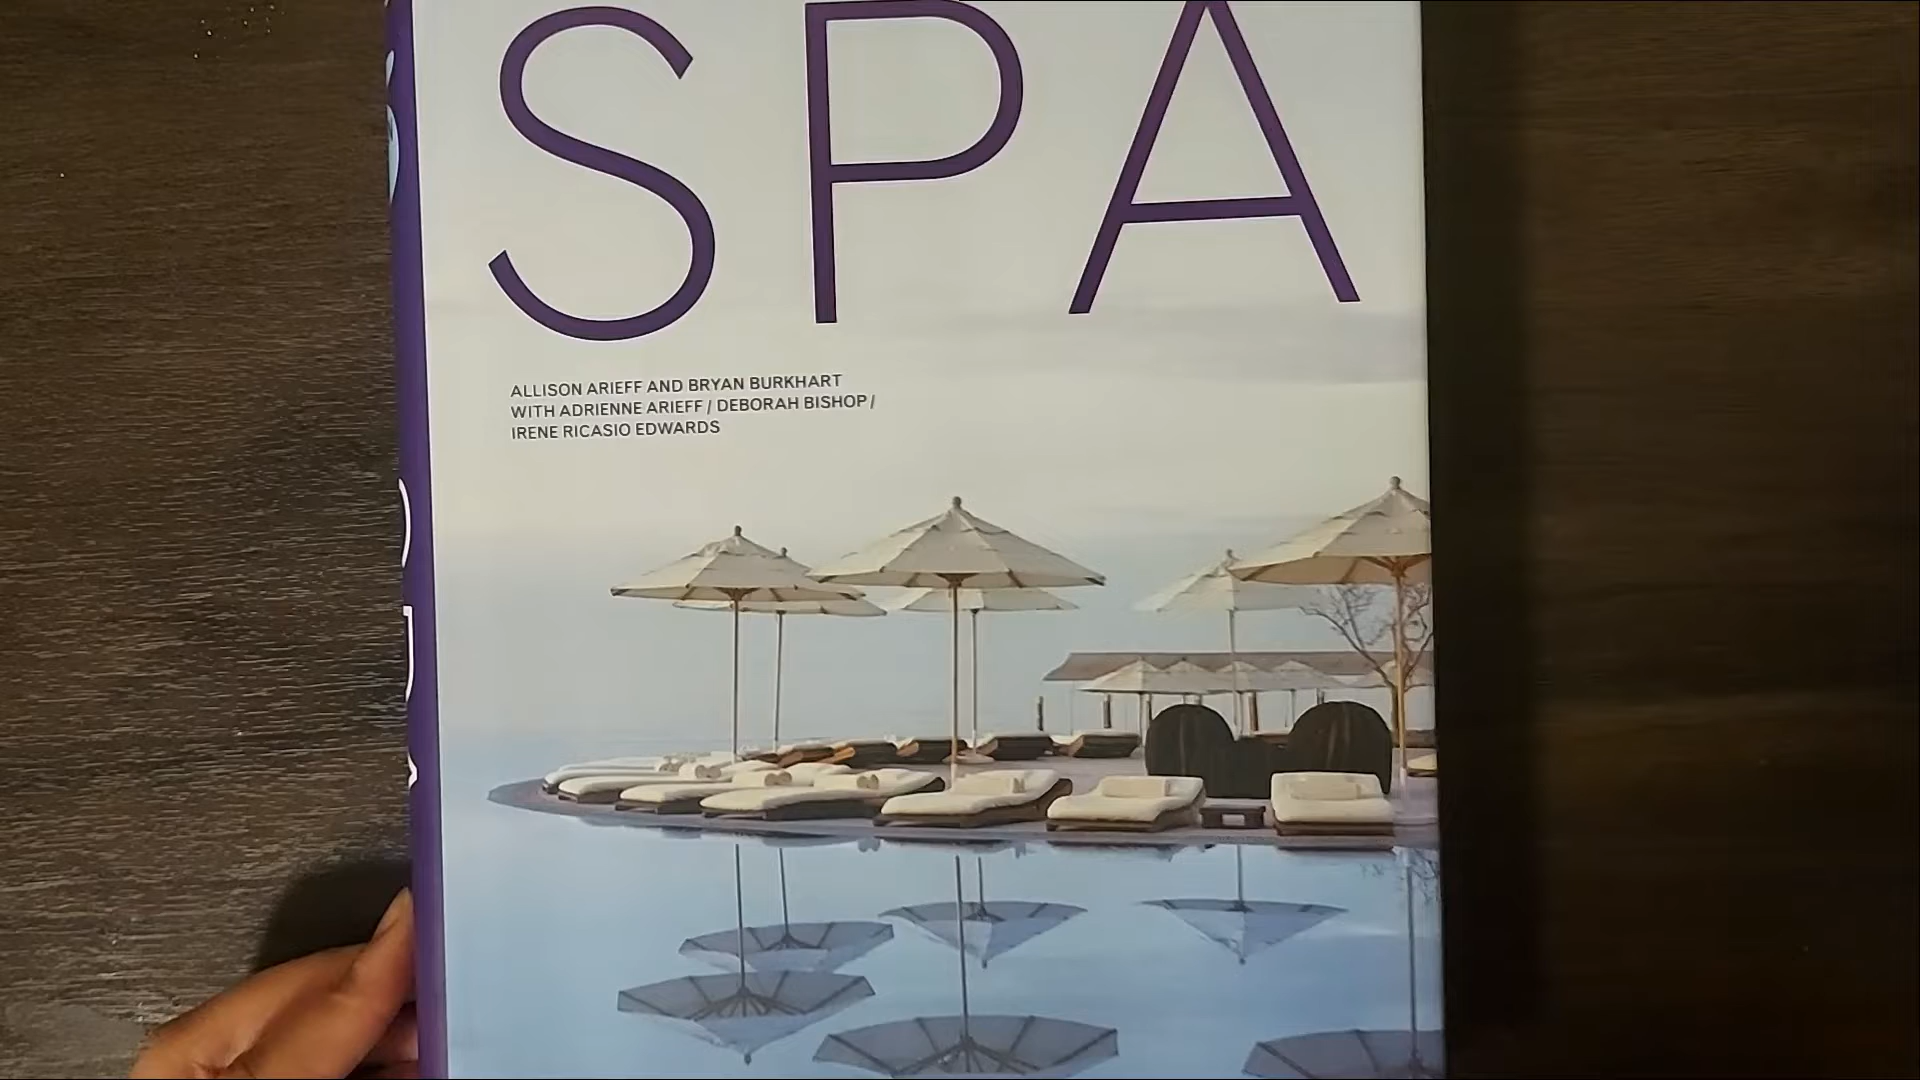 SPA
ALLISON ARIEFF AND BRYAN BURKHART
WITH ADRIENNE ARIEFF / DEBORAH BISHOP /
IRENE RICASIO EDWARDS